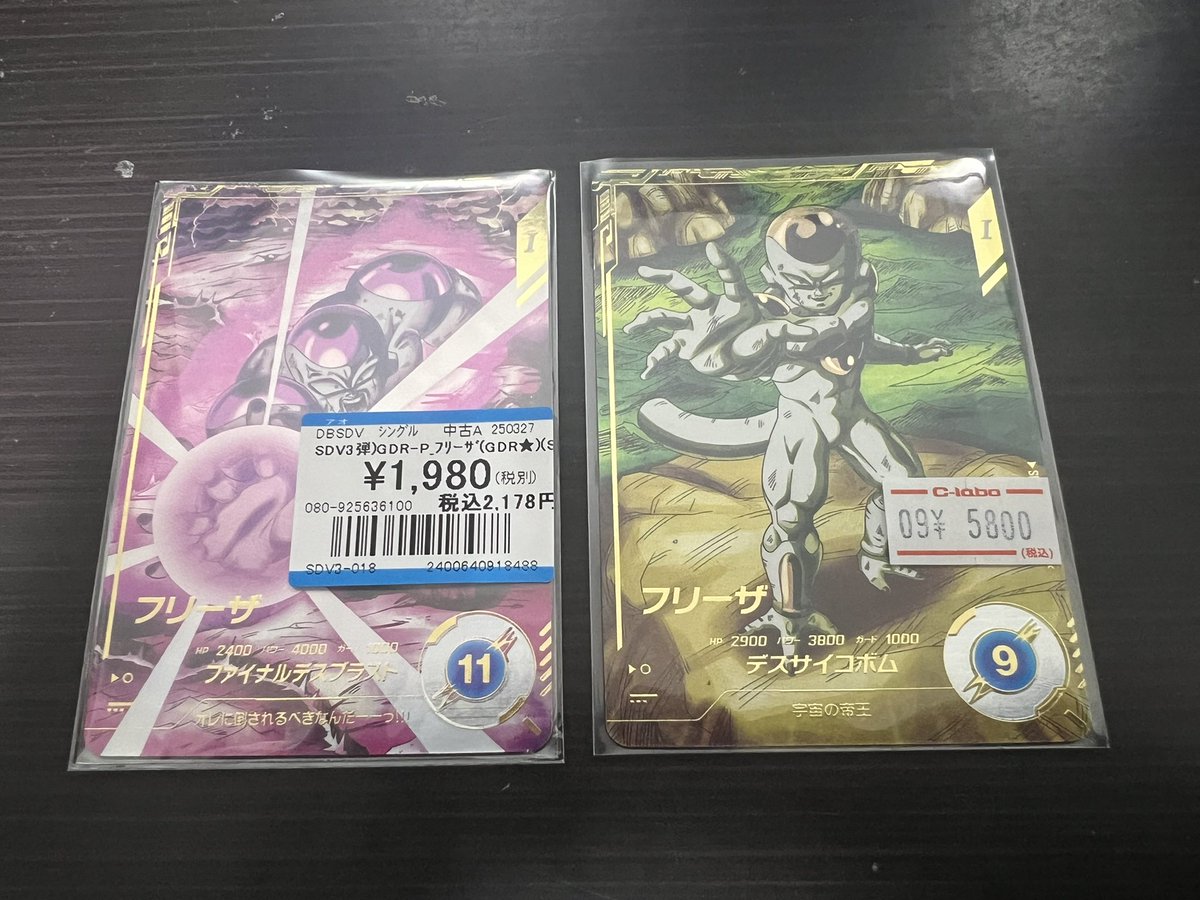 I
アオ
DBSDV シングル 中古A 250327
SDV3弾)GDR-P_フリーザ(GDR★)(S
¥1,980(税別)
080-925636100 税込2,178円
SDV3-018 2400640918488
フリーザ
HP 2400 パワー 4000 ガード 1000
ファイナルデスブラスト
11
オレに倒されるべきなんだーーっ!!!
I
C-labo
09¥ 5800
(税込)
フリーザ
HP 2900 パワー 3800 ガード 1000
デスサイコボム
9
宇宙の帝王